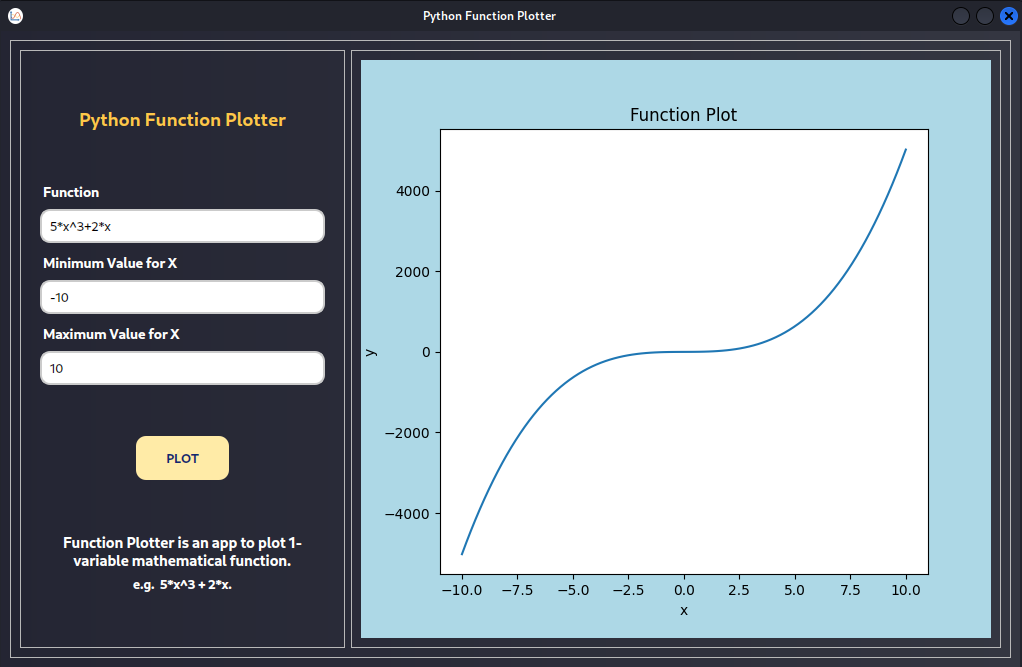 Python Function Plotter
Python Function Plotter
Function
5*x^3+2*x
Minimum Value for X
-10
Maximum Value for X
10
PLOT
Function Plotter is an app to plot 1-
variable mathematical function.
e.g. 5*x^3 + 2*x.
Function Plot
4000
2000
0
−2000
−4000
y
−10.0 −7.5 −5.0 −2.5 0.0 2.5 5.0 7.5 10.0
x